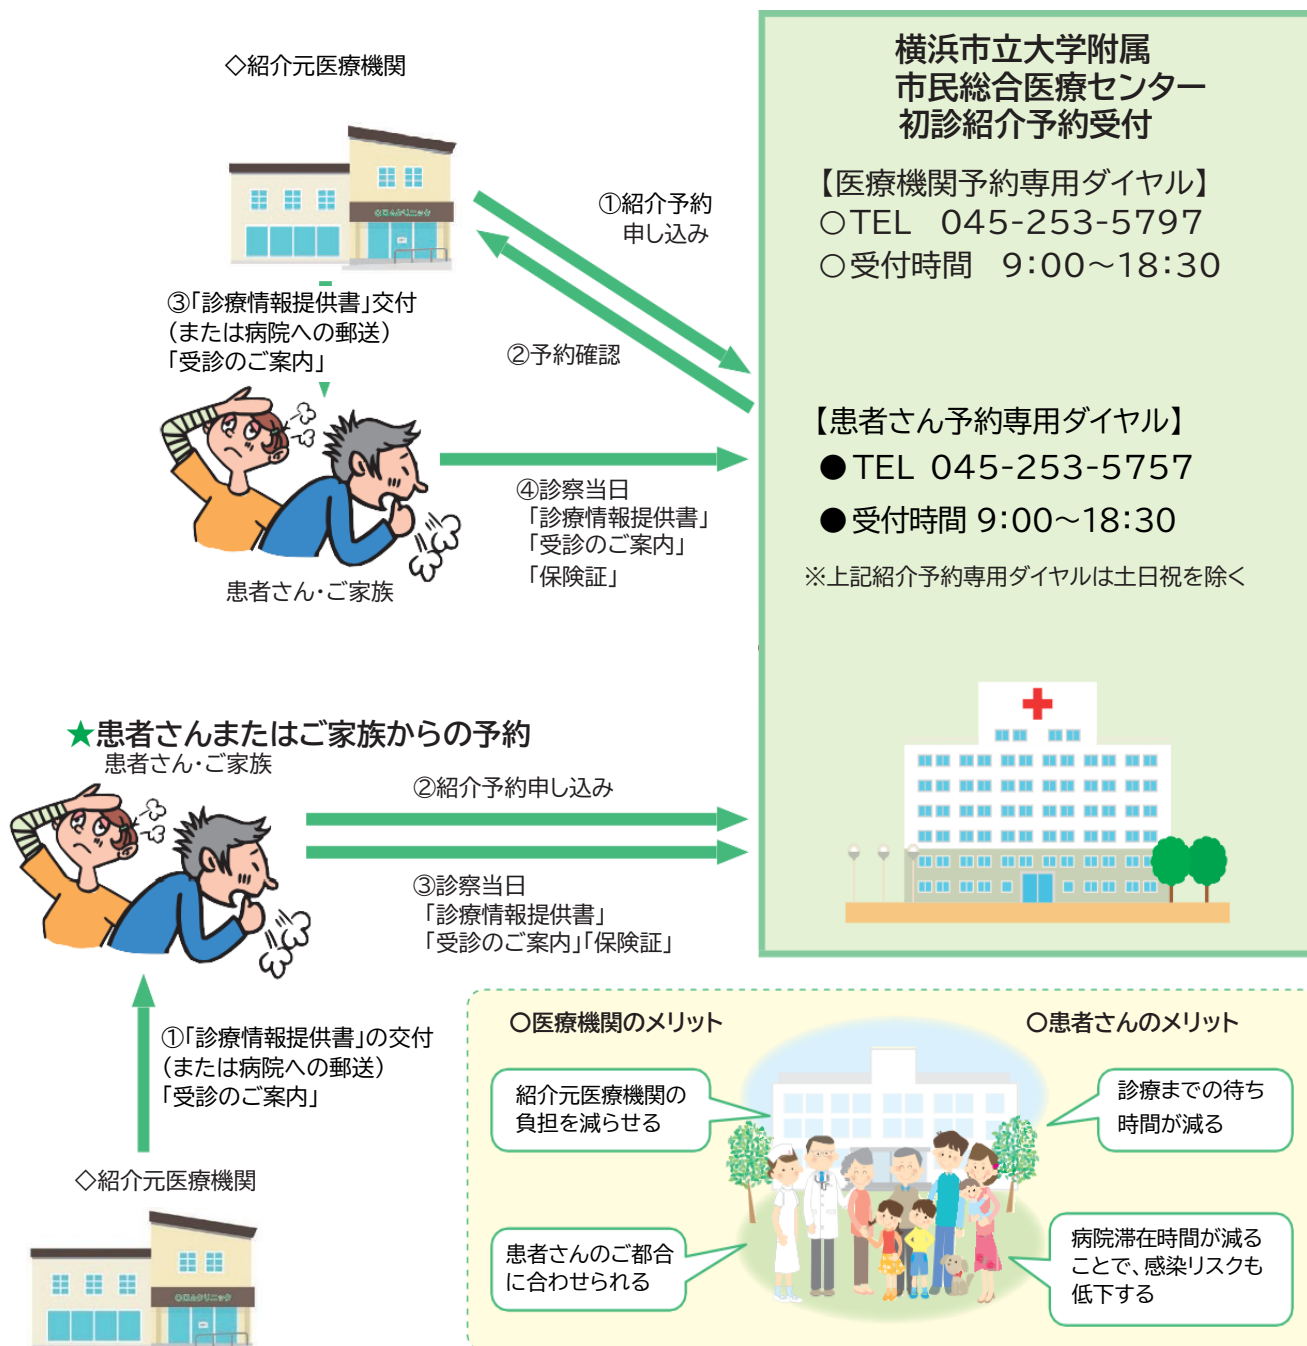 ◇紹介元医療機関
①紹介予約
申し込み
②予約確認
③「診療情報提供書」交付
(または病院への郵送)
「受診のご案内」
患者さん・ご家族
④診察当日
「診療情報提供書」
「受診のご案内」
「保険証」
横浜市立大学附属
市民総合医療センター
初診紹介予約受付
【医療機関予約専用ダイヤル】
○TEL 045-253-5797
○受付時間 9:00～18:30
【患者さん予約専用ダイヤル】
●TEL 045-253-5757
●受付時間 9:00～18:30
※上記紹介予約専用ダイヤルは土日祝を除く
★患者さんまたはご家族からの予約
患者さん・ご家族
②紹介予約申し込み
③診察当日
「診療情報提供書」
「受診のご案内」「保険証」
①「診療情報提供書」の交付
(または病院への郵送)
「受診のご案内」
◇紹介元医療機関
○医療機関のメリット
紹介元医療機関の
負担を減らせる
患者さんのご都合
に合わせられる
○患者さんのメリット
診療までの待ち
時間が減る
病院滞在時間が減る
ことで、感染リスクも
低下する